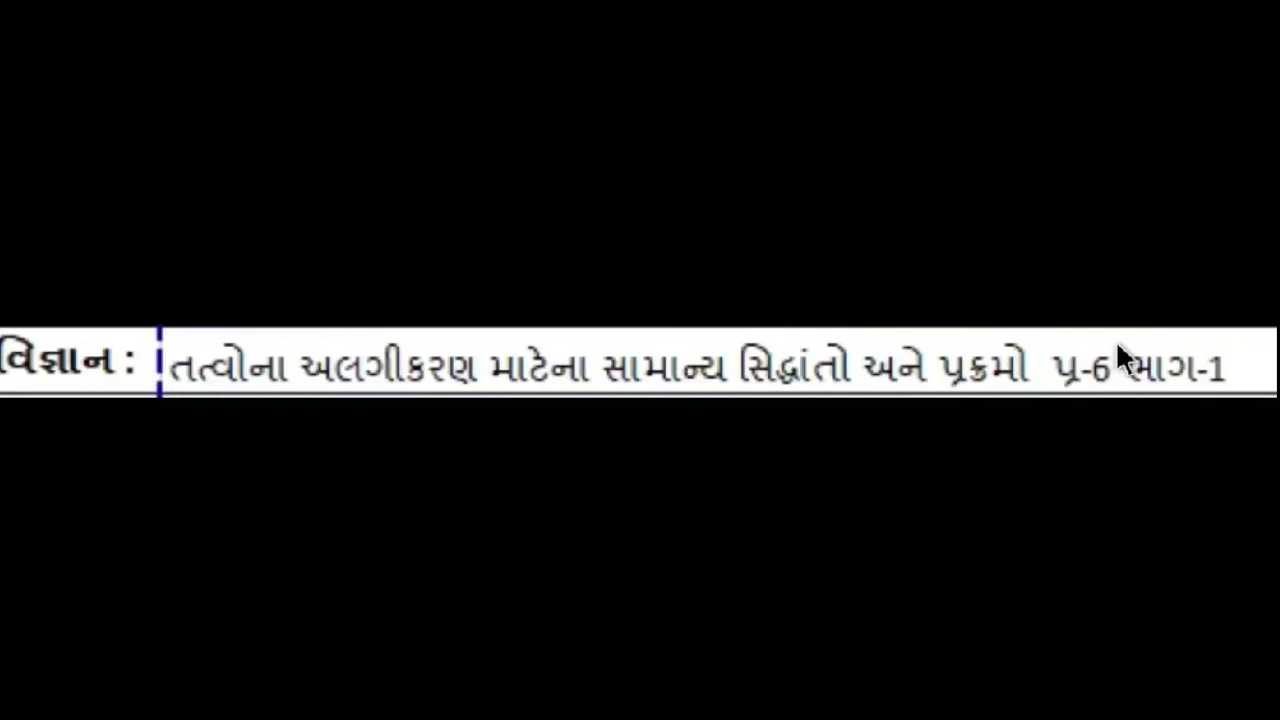 વિજ્ઞાન : તત્વોના અલગીકરણ માટેના સામાન્ય સિદ્ધાંતો અને પ્રક્રમો પ્ર-6 ભાગ-1